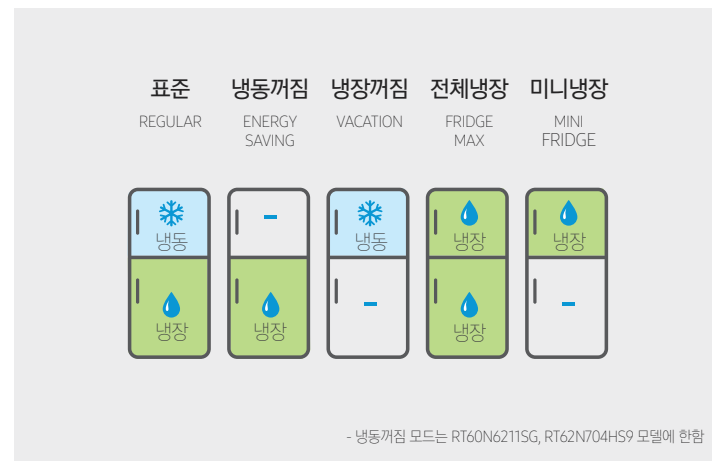 표준 냉동꺼짐 냉장꺼짐 전체냉장 미니냉장
REGULAR ENERGY VACATION FRIDGE MINI
SAVING MAX FRIDGE
냉동 - 냉동 냉장 냉장
냉장 냉장 - 냉장 -
- 냉동꺼짐 모드는 RT60N6211SG, RT62N704HS9 모델에 한함